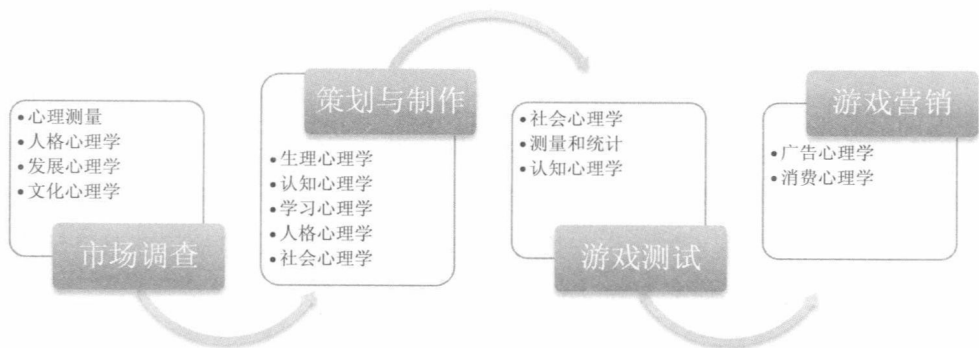 • 心理测量
• 人格心理学
• 发展心理学
• 文化心理学
市场调查
策划与制作
• 生理心理学
• 认知心理学
• 学习心理学
• 人格心理学
• 社会心理学
• 社会心理学
• 测量和统计
• 认知心理学
游戏测试
游戏营销
• 广告心理学
• 消费心理学